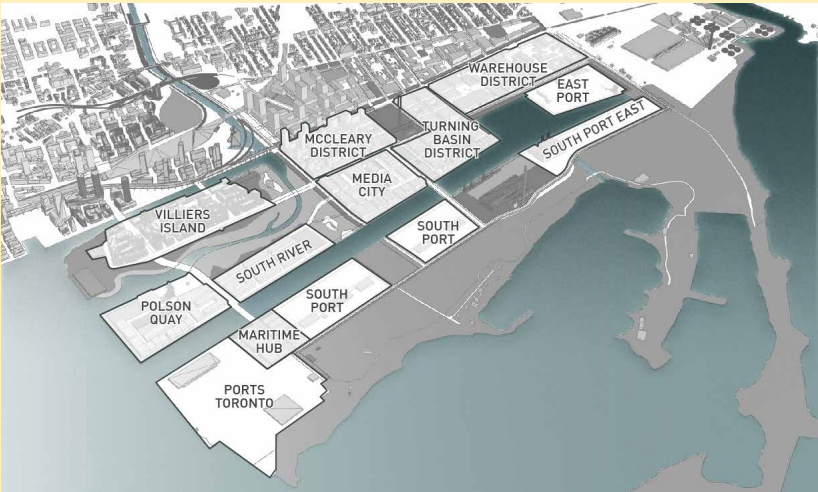 WAREHOUSE
DISTRICT
EAST
PORT
SOUTH PORT EAST
TURNING
BASIN
DISTRICT
MCCLEARY
DISTRICT
MEDIA
CITY
VILLIERS
ISLAND
SOUTH
PORT
SOUTH RIVER
SOUTH
PORT
POLSON
QUAY
MARITIME
HUB
PORTS
TORONTO